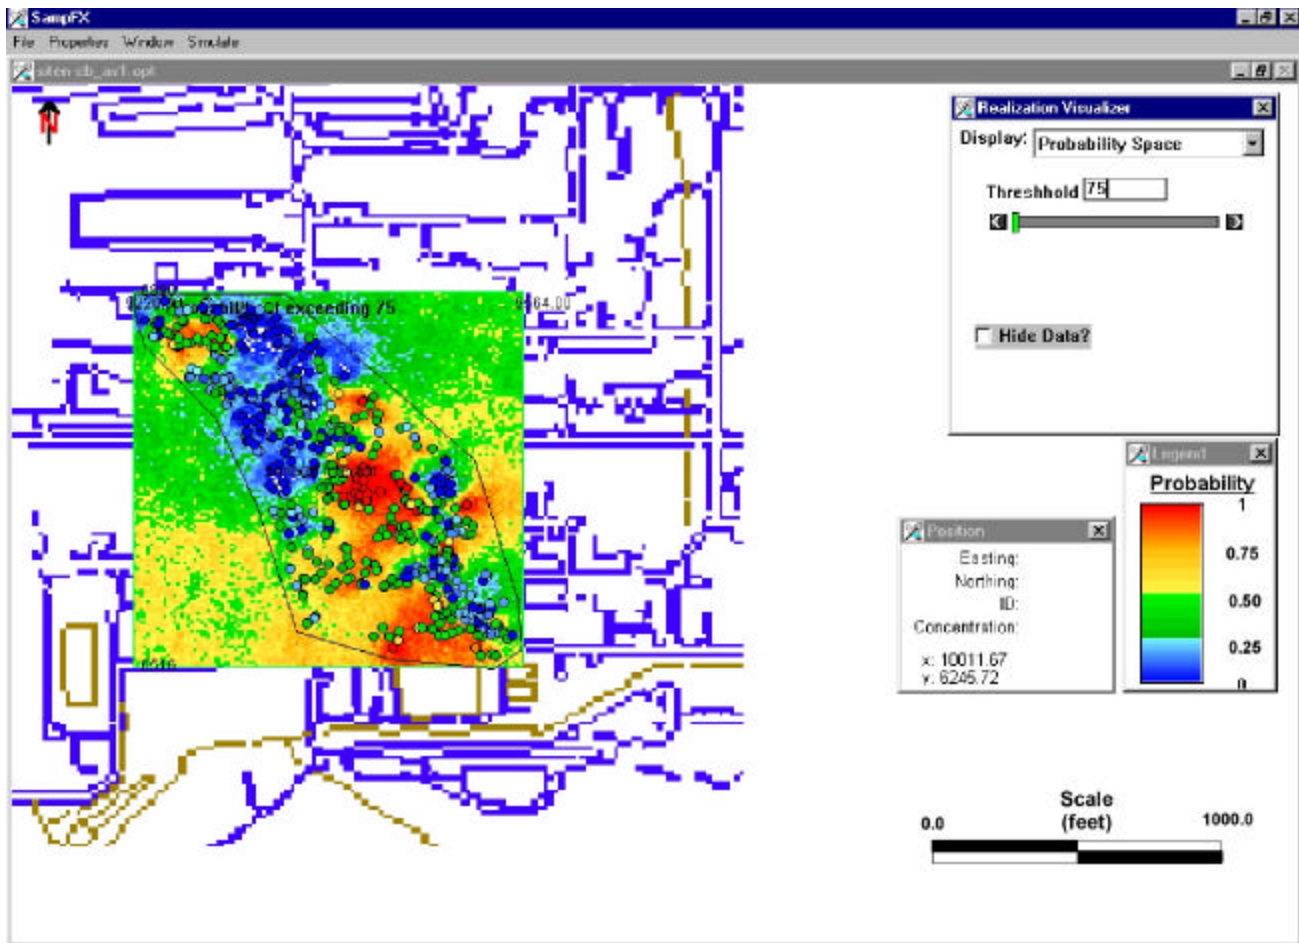 SampFX
File Properties Window Simulate
N
Realization Visualizer
Display: Probability Space
Threshhold 75
Hide Data?
of exceeding 75
Legend
Probability
1
0.75
0.50
0.25
0
Position
Easting:
Northing:
ID:
Concentration:
x: 10011.67
y: 6245.72
Scale
(feet)
0.0
1000.0